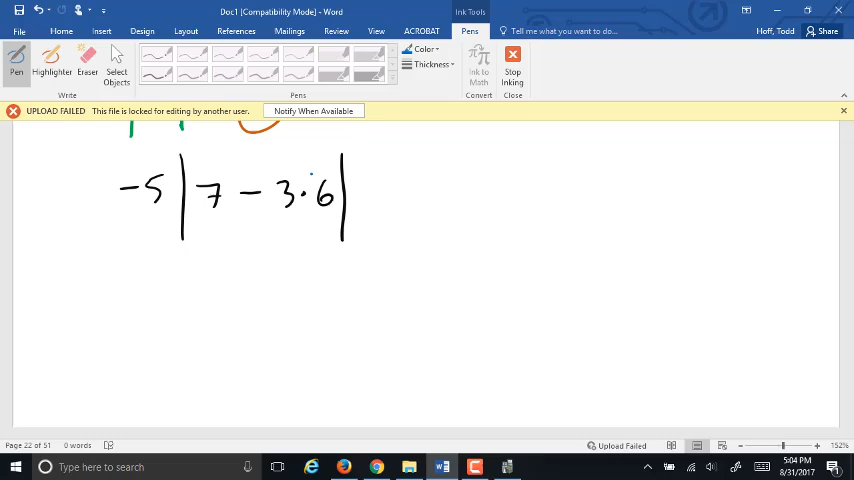 Doc1 [Compatibility Mode] - Word
Ink Tools
Hoff, Todd
File Home Insert Design Layout References Mailings Review View ACROBAT Pens Tell me what you want to do... Share
Pen Highlighter Eraser Select Objects
Color
Thickness
Ink to Math
Stop Inking
Write Pens Convert Close
UPLOAD FAILED This file is locked for editing by another user. Notify When Available
-5|7 - 3·6|
Page 22 of 51 0 words Upload Failed 152%
Type here to search
5:04 PM
8/31/2017